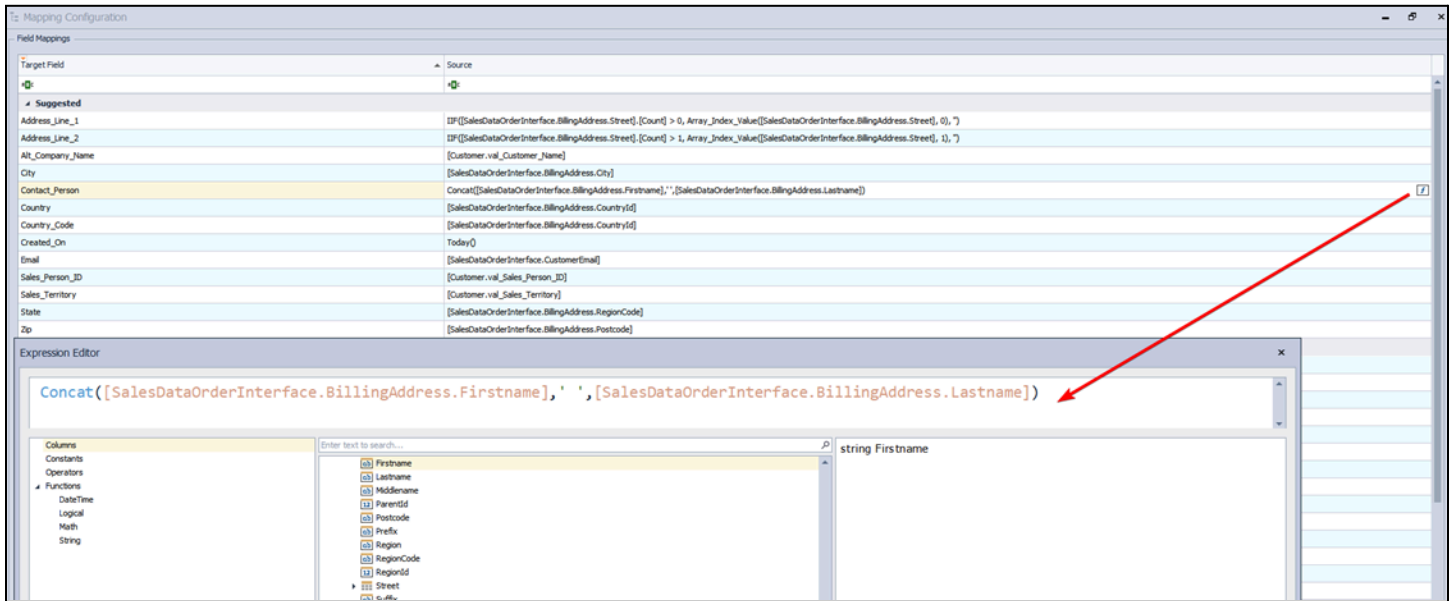 Mapping Configuration
Field Mappings
Target Field Source
Suggested
Address_Line_1 IIF([SalesDataOrderInterface.BillingAddress.Street].[Count] > 0, Array_Index_Value([SalesDataOrderInterface.BillingAddress.Street], 0), '')
Address_Line_2 IIF([SalesDataOrderInterface.BillingAddress.Street].[Count] > 1, Array_Index_Value([SalesDataOrderInterface.BillingAddress.Street], 1), '')
Alt_Company_Name [Customer.val_Customer_Name]
City [SalesDataOrderInterface.BillingAddress.City]
Contact_Person Concat([SalesDataOrderInterface.BillingAddress.Firstname],' ',[SalesDataOrderInterface.BillingAddress.Lastname])
Country [SalesDataOrderInterface.BillingAddress.CountryId]
Country_Code [SalesDataOrderInterface.BillingAddress.CountryId]
Created_On Today()
Email [SalesDataOrderInterface.CustomerEmail]
Sales_Person_ID [Customer.val_Sales_Person_ID]
Sales_Territory [Customer.val_Sales_Territory]
State [SalesDataOrderInterface.BillingAddress.RegionCode]
Zip [SalesDataOrderInterface.BillingAddress.Postcode]
Expression Editor
Concat([SalesDataOrderInterface.BillingAddress.Firstname],' ',[SalesDataOrderInterface.BillingAddress.Lastname])
Columns
Constants
Operators
Functions
DateTime
Logical
Math
String
Enter text to search...
Firstname
Lastname
Middlename
ParentId
Postcode
Prefix
Region
RegionCode
RegionId
Street
Suffix
string Firstname